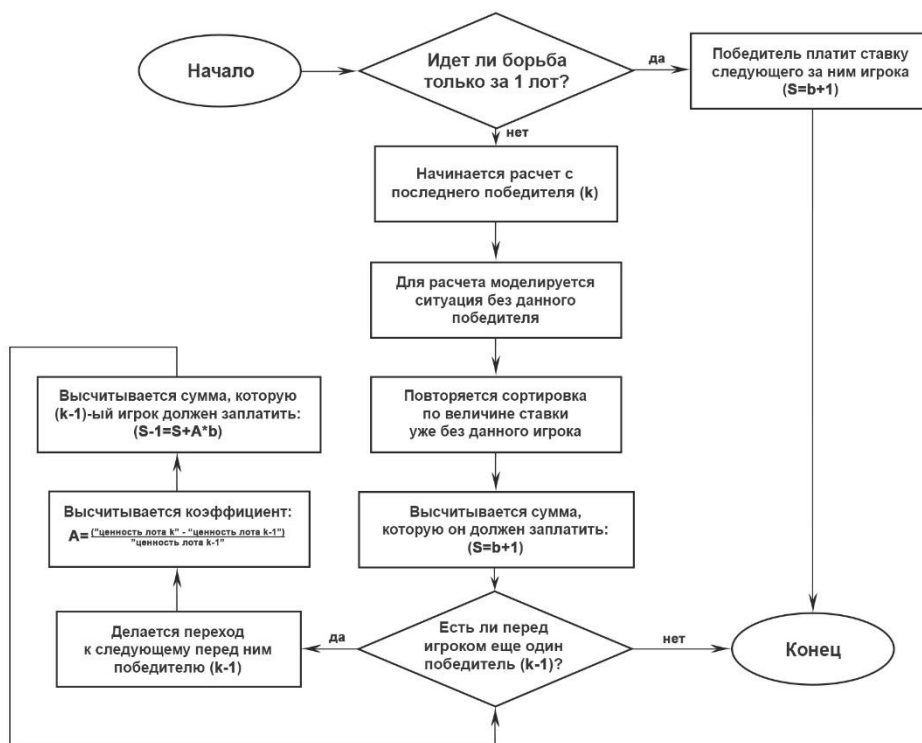 Начало
Идет ли борьба
только за 1 лот?
да
Победитель платит ставку
следующего за ним игрока
(S=b+1)
нет
Начинается расчет с
последнего победителя (k)
Для расчета моделируется
ситуация без данного
победителя
Повторяется сортировка
по величине ставки
уже без данного игрока
Высчитывается сумма,
которую он должен заплатить:
(S=b+1)
Есть ли перед
игроком еще один
победитель (k-1)?
да
нет
Конец
Делается переход
к следующему перед ним
победителю (k-1)
Высчитывается коэффициент:
A=("ценность лота k" - "ценность лота k-1")
"ценность лота k-1"
Высчитывается сумма, которую
(k-1)-ый игрок должен заплатить:
(S-1=S+A*b)